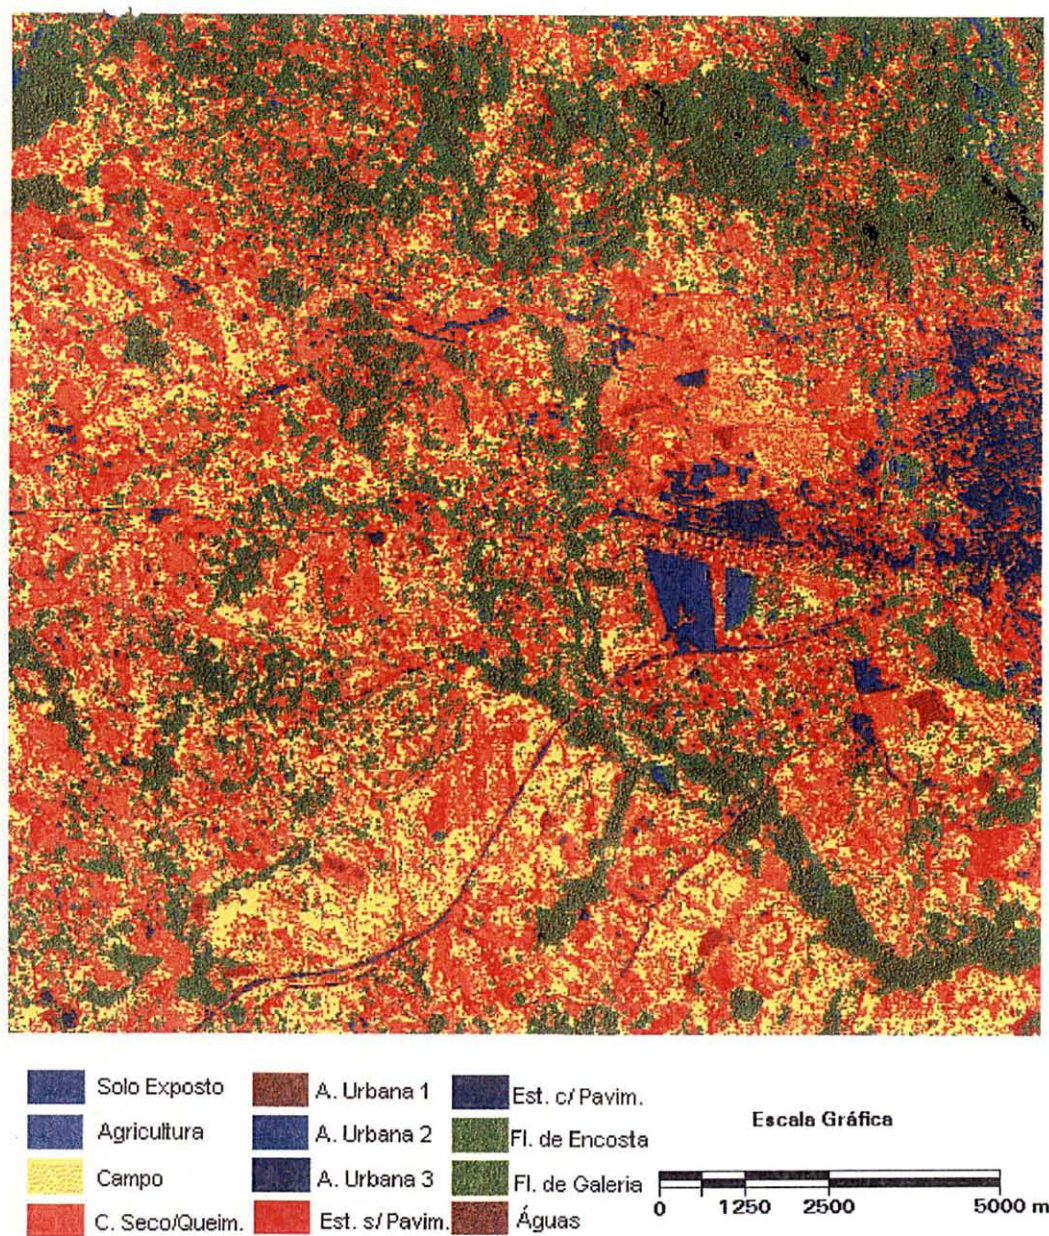 Solo Exposto
Agricultura
Campo
C. Seco/Queim.
A. Urbana 1
A. Urbana 2
A. Urbana 3
Est. s/ Pavim.
Est. c/ Pavim.
Fl. de Encosta
Fl. de Galeria
Águas
Escala Gráfica
0 1250 2500 5000 m